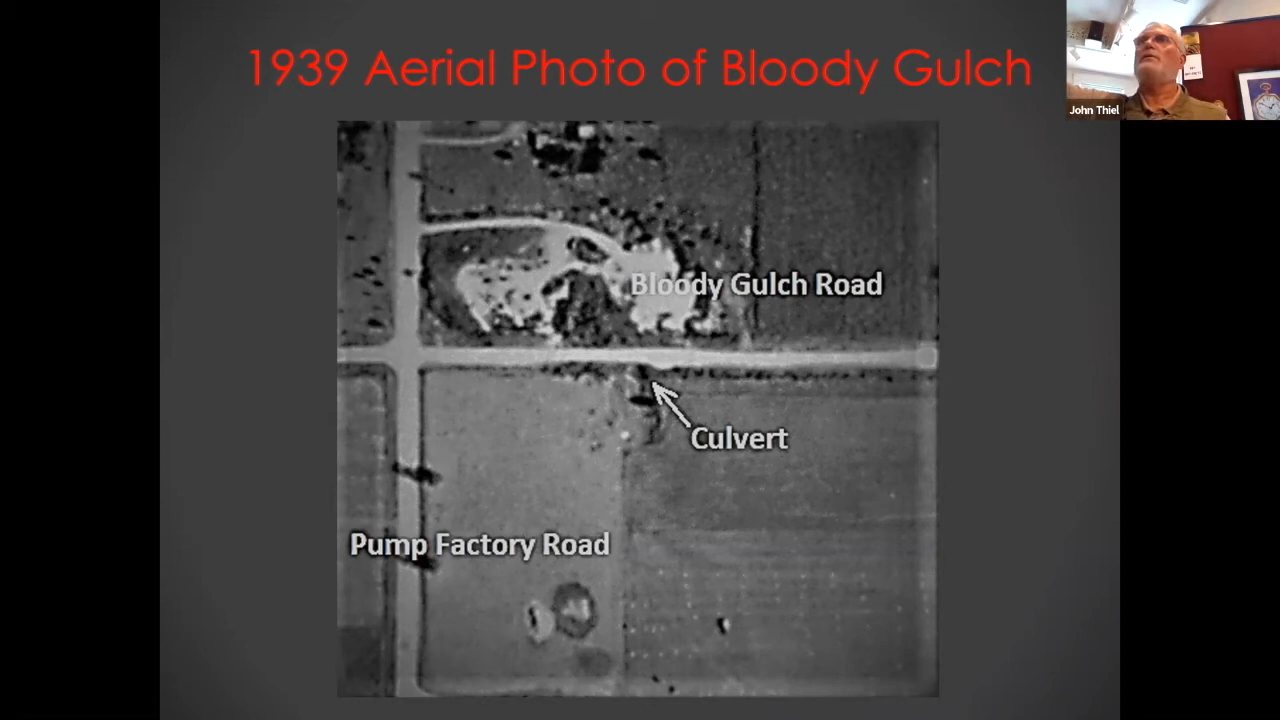 1939 Aerial Photo of Bloody Gulch
John Thiel
Bloody Gulch Road
Culvert
Pump Factory Road